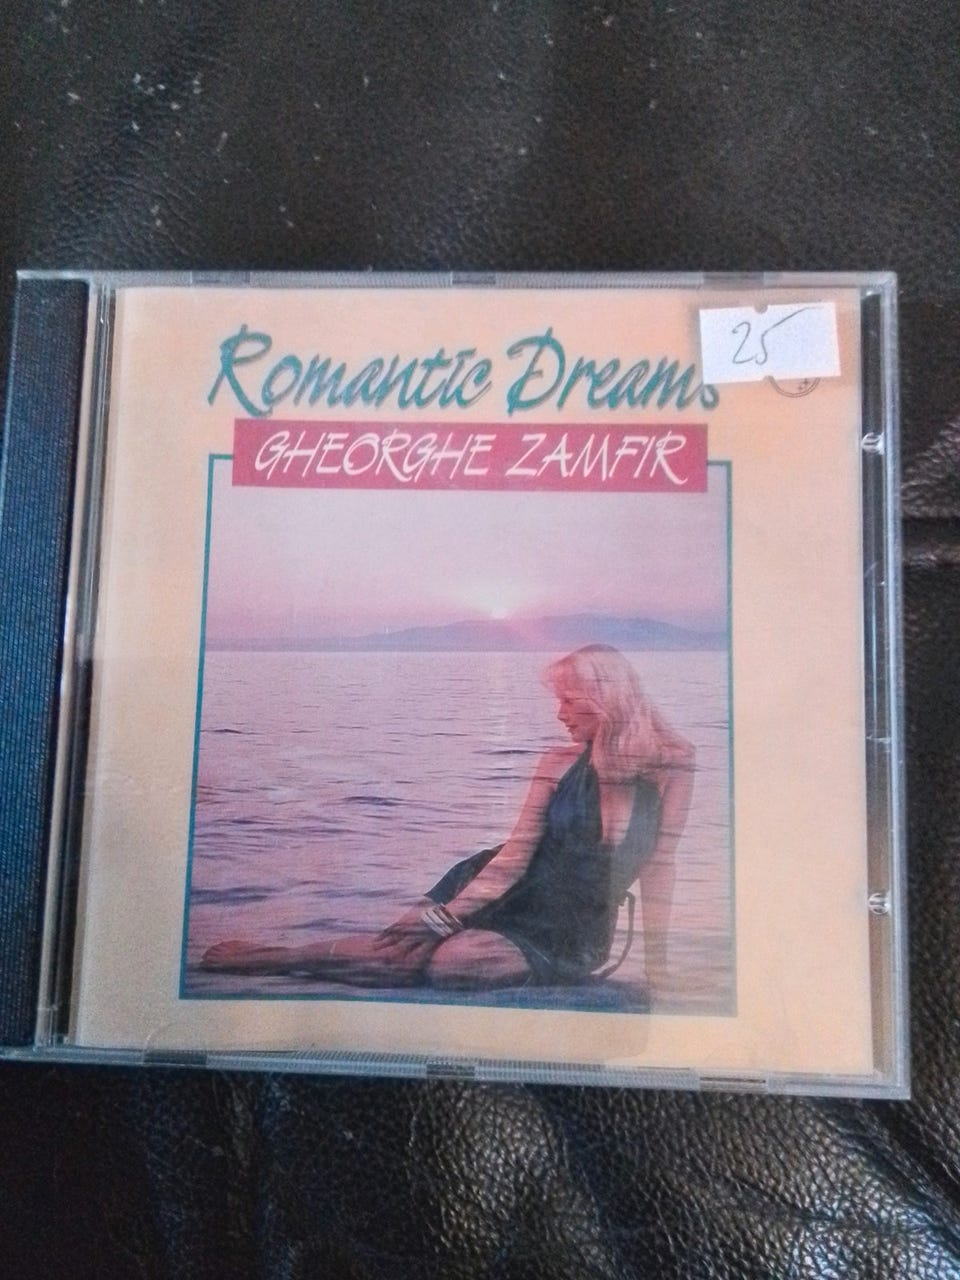 Romantic Dreams
25
GHEORGHE ZAMFIR